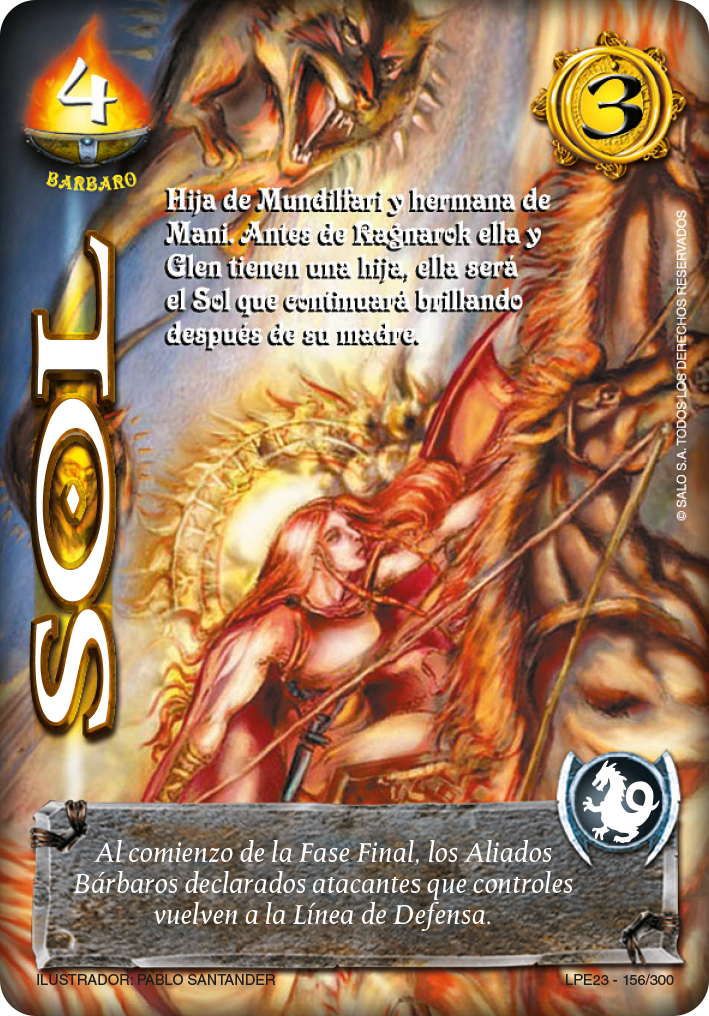 4
3
BARBARO
Hija de Mundilfari y hermana de
Mani. Antes de Ragnarok ella y
Glen tienen una hija, ella será
el Sol que continuará brillando
después de su madre.
SOL
© SALO S.A. TODOS LOS DERECHOS RESERVADOS
Al comienzo de la Fase Final, los Aliados
Bárbaros declarados atacantes que controles
vuelven a la Línea de Defensa.
ILUSTRADOR: PABLO SANTANDER
LPE23 - 156/300